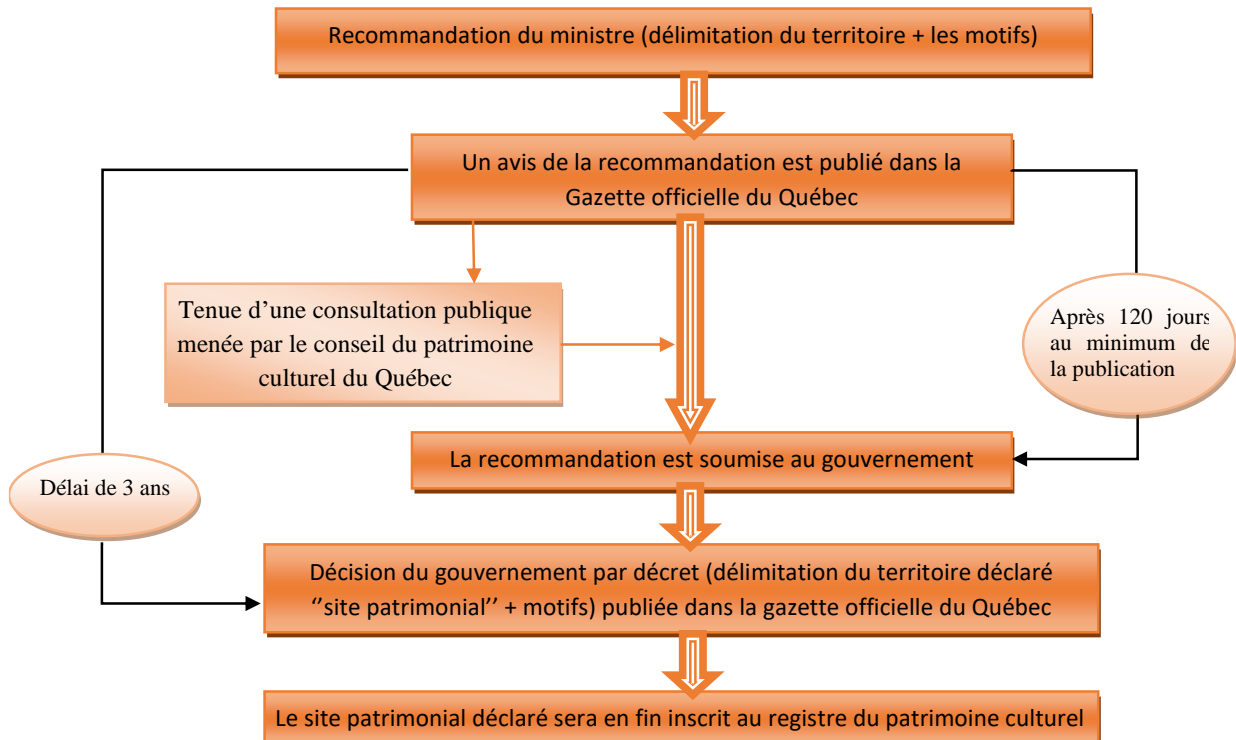 Recommandation du ministre (délimitation du territoire + les motifs)
Un avis de la recommandation est publié dans la
Gazette officielle du Québec
Tenue d’une consultation publique
menée par le conseil du patrimoine
culturel du Québec
Après 120 jours
au minimum de
la publication
La recommandation est soumise au gouvernement
Délai de 3 ans
Décision du gouvernement par décret (délimitation du territoire déclaré
‘’site patrimonial’’ + motifs) publiée dans la gazette officielle du Québec
Le site patrimonial déclaré sera en fin inscrit au registre du patrimoine culturel